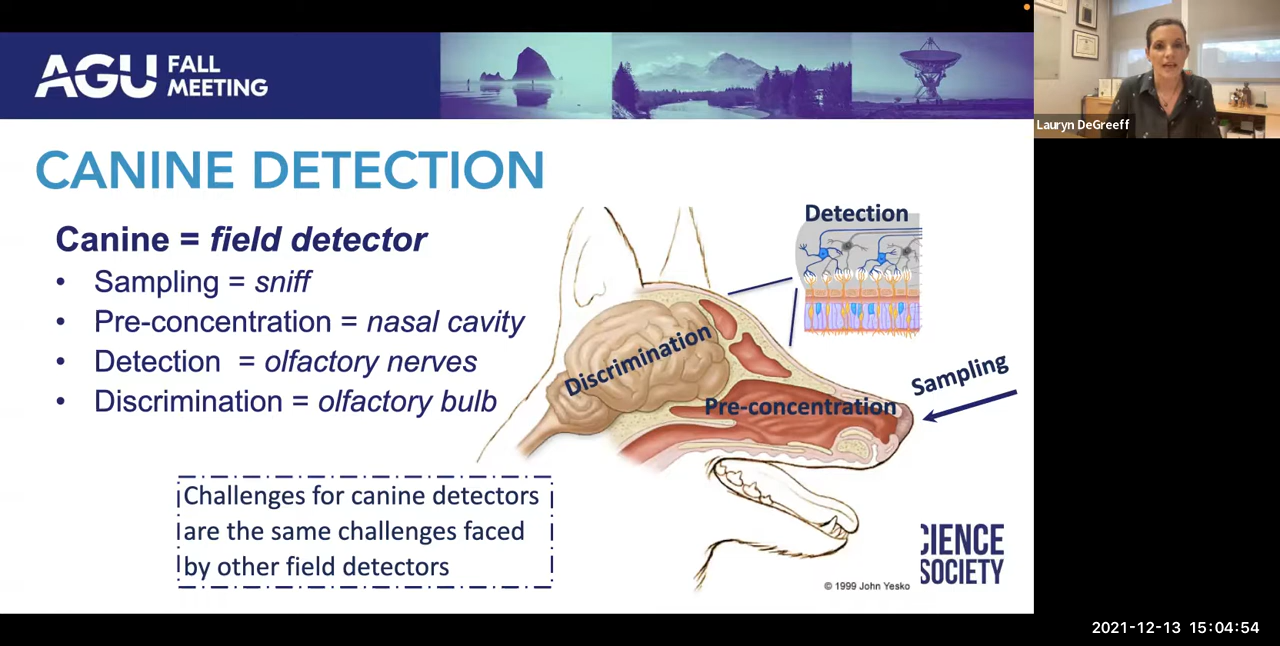 AGU FALL
MEETING
Lauryn DeGreeff
CANINE DETECTION
Canine = field detector
• Sampling = sniff
• Pre-concentration = nasal cavity
• Detection = olfactory nerves
• Discrimination = olfactory bulb
Challenges for canine detectors
are the same challenges faced
by other field detectors
Detection
Discrimination
Sampling
Pre-concentration
CIENCE
SOCIETY
© 1999 John Yesko
2021-12-13 15:04:54